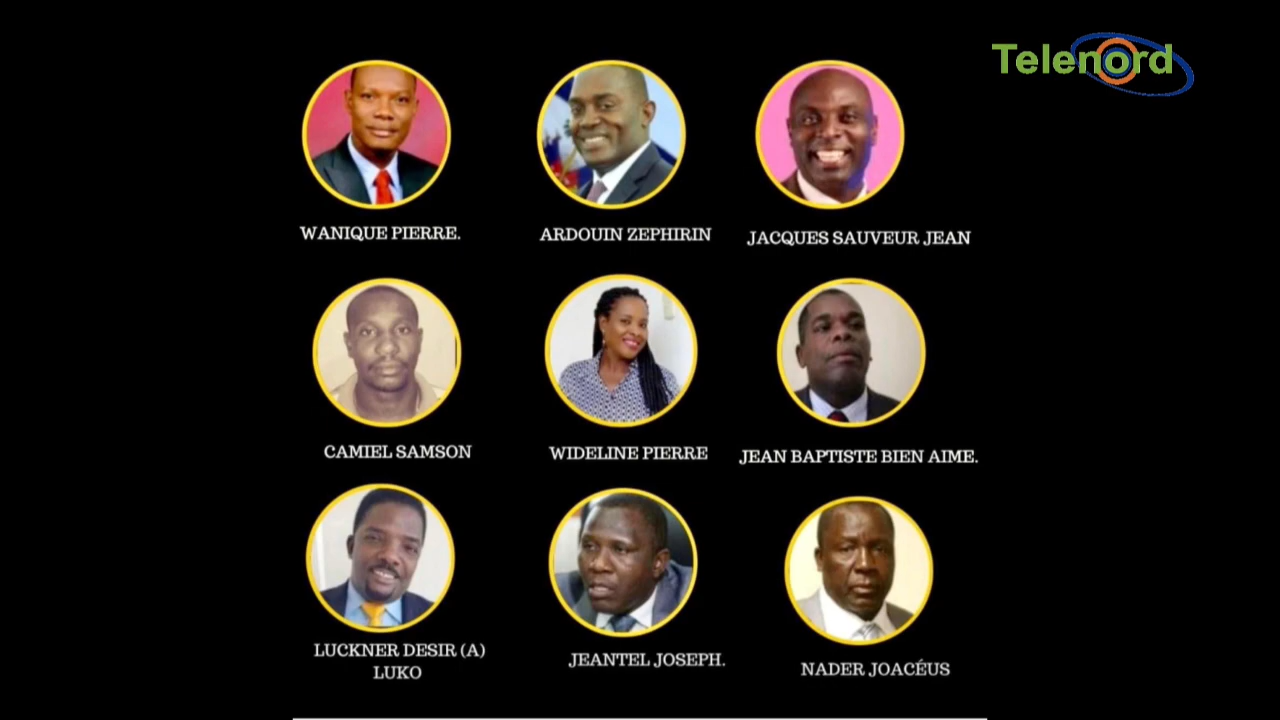 Telenord
WANIQUE PIERRE.
ARDOUIN ZEPHIRIN
JACQUES SAUVEUR JEAN
CAMIEL SAMSON
WIDELINE PIERRE
JEAN BAPTISTE BIEN AIME.
LUCKNER DESIR (A)
LUKO
JEANTEL JOSEPH.
NADER JOACÉUS